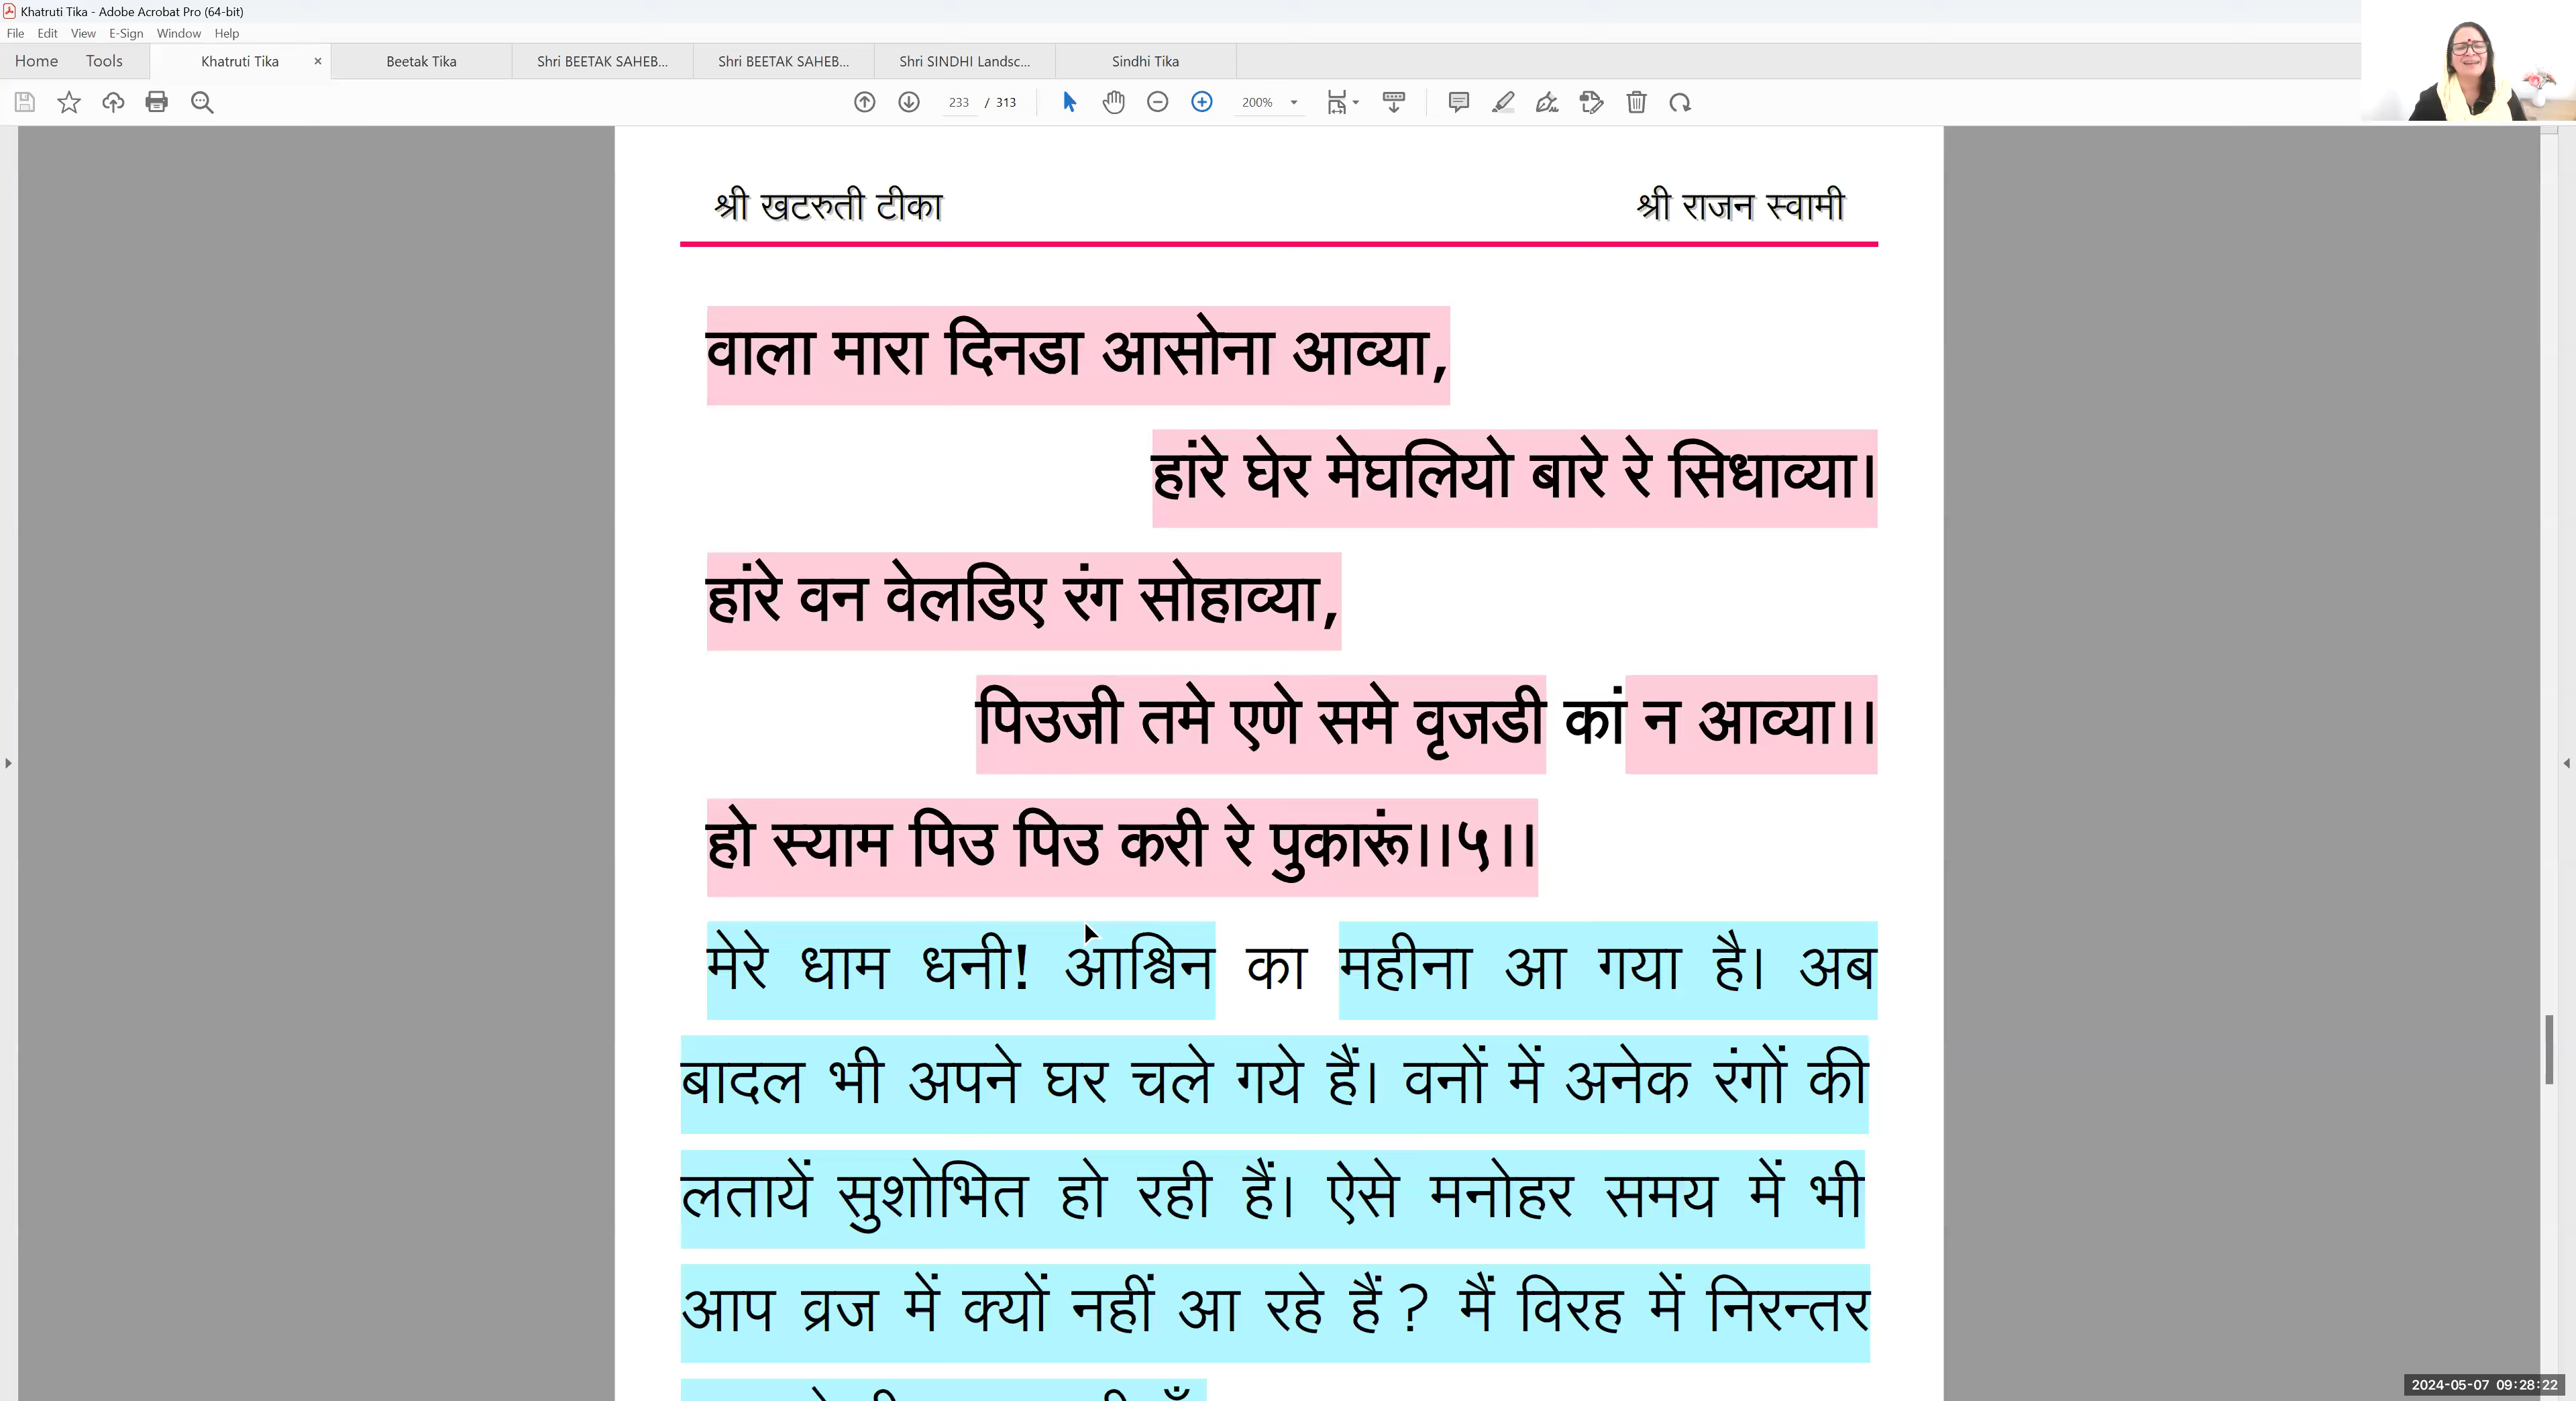 Khatruti Tika - Adobe Acrobat Pro (64-bit)
File Edit View E-Sign Window Help
Home Tools Khatruti Tika × Beetak Tika Shri BEETAK SAHEB... Shri BEETAK SAHEB... Shri SINDHI Landsc... Sindhi Tika
233 / 313 200%
श्री खटरुती टीका श्री राजन स्वामी
वाला मारा दिनडा आसोना आव्या,
हांरे घेर मेघलियो बारे रे सिधाव्या।
हांरे वन वेलडिए रंग सोहाव्या,
पिउजी तमे एणे समे वृजडी कां न आव्या।।
हो स्याम पिउ पिउ करी रे पुकारूं।।५।।
मेरे धाम धनी! आश्विन का महीना आ गया है। अब
बादल भी अपने घर चले गये हैं। वनों में अनेक रंगों की
लतायें सुशोभित हो रही हैं। ऐसे मनोहर समय में भी
आप व्रज में क्यों नहीं आ रहे हैं? मैं विरह में निरन्तर
2024-05-07 09:28:22